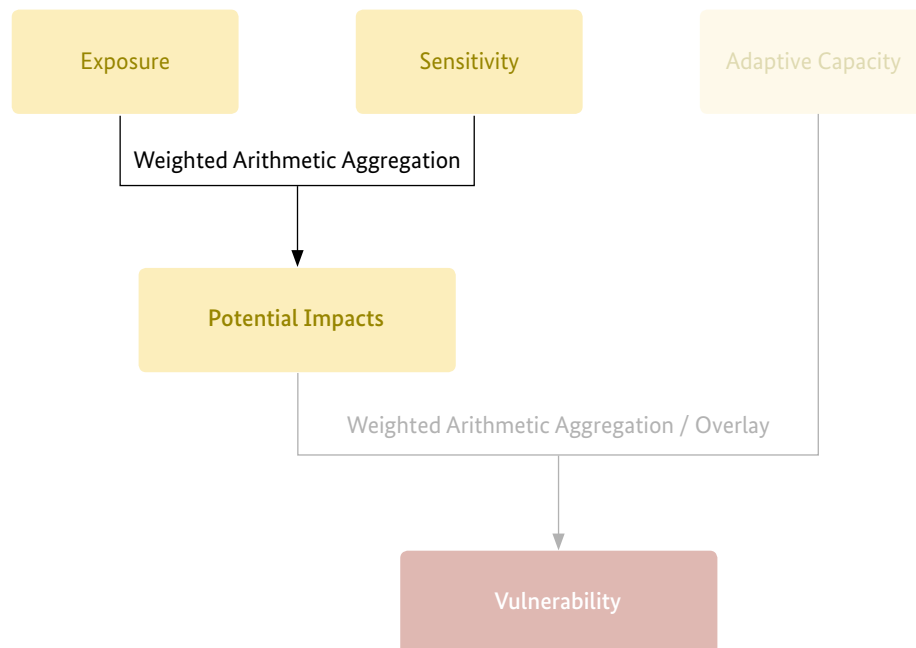 Exposure
Sensitivity
Adaptive Capacity
Weighted Arithmetic Aggregation
Potential Impacts
Weighted Arithmetic Aggregation / Overlay
Vulnerability